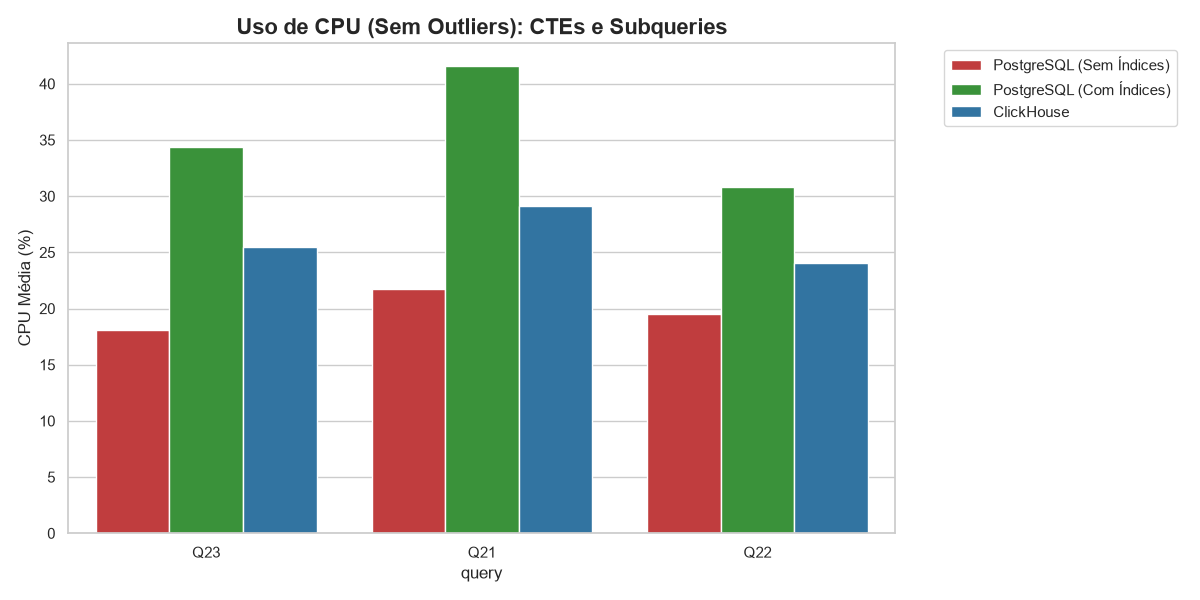 Uso de CPU (Sem Outliers): CTEs e Subqueries
PostgreSQL (Sem Índices)
PostgreSQL (Com Índices)
ClickHouse
CPU Média (%)
40
35
30
25
20
15
10
5
0
Q23
Q21
Q22
query